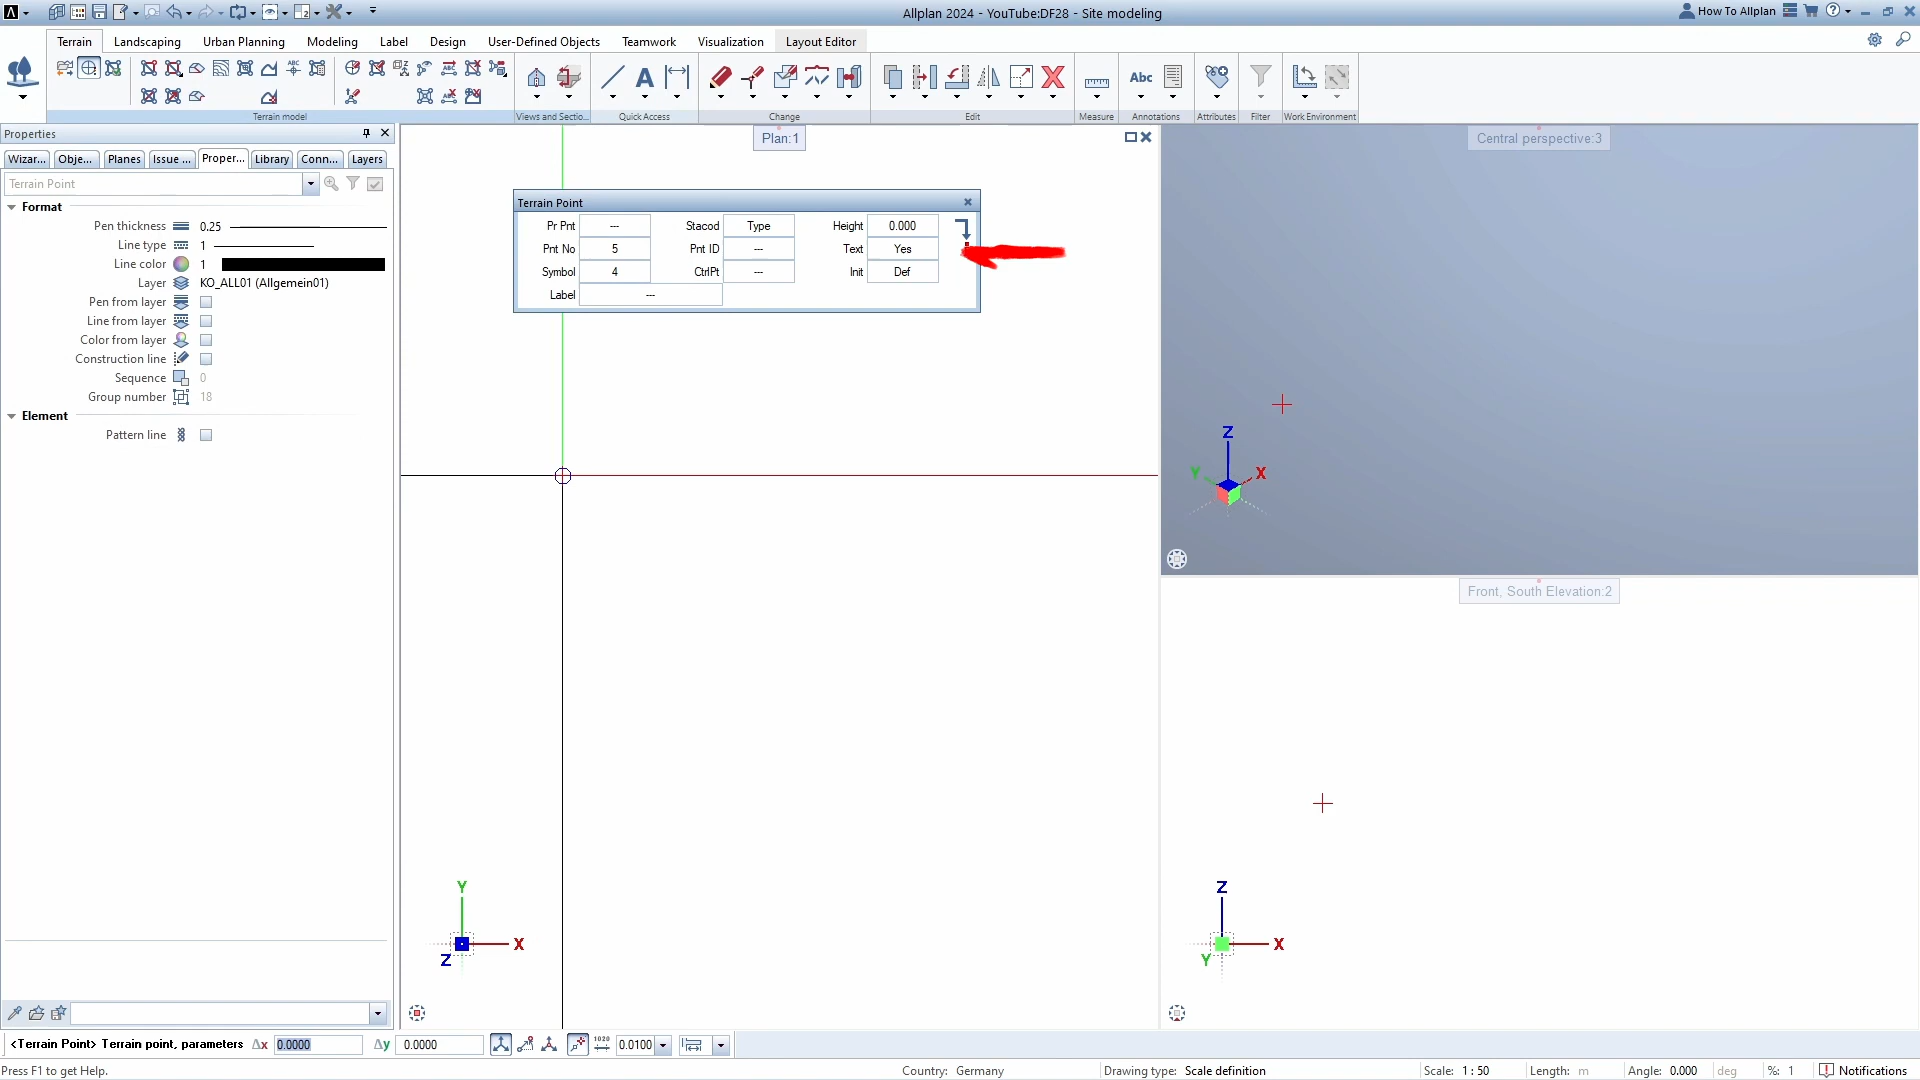 Allplan 2024 - YouTube:DF28 - Site modeling
How To Allplan
Terrain Landscaping Urban Planning Modeling Label Design User-Defined Objects Teamwork Visualization Layout Editor
Abc
Terrain model Views and Sectio... Quick Access Change Edit Measure Annotations Attributes Filter Work Environment
Properties
Wizar... Obje... Planes Issue ... Proper... Library Conn... Layers
Terrain Point
Format
Pen thickness 0.25
Line type 1
Line color 1
Layer KO_ALL01 (Allgemein01)
Pen from layer
Line from layer
Color from layer
Construction line
Sequence 0
Group number 18
Element
Pattern line
Plan:1
Terrain Point
Pr Pnt --- Stacod Type Height 0.000
Pnt No 5 Pnt ID --- Text Yes
Symbol 4 CtrlPt --- Init Def
Label ---
Y
X
Z
Central perspective:3
Z
Y X
Front, South Elevation:2
Z
X
Y
<Terrain Point> Terrain point, parameters Δx 0.0000 Δy 0.0000 1020 0.0100
Press F1 to get Help. Country: Germany Drawing type: Scale definition Scale: 1 : 50 Length: m Angle: 0.000 deg %: 1 Notifications